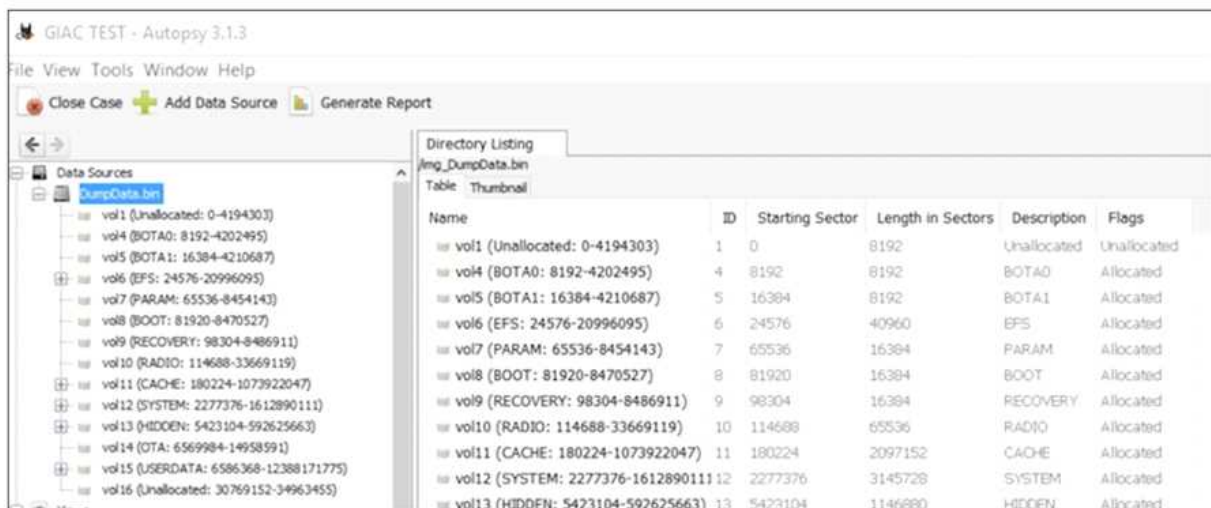 GIAC TEST - Autopsy 3.1.3
File View Tools Window Help
Close Case Add Data Source Generate Report
Data Sources
DumpData.bin
vol1 (Unallocated: 0-4194303)
vol4 (BOTA0: 8192-4202495)
vol5 (BOTA1: 16384-4210687)
vol6 (EFS: 24576-20996095)
vol7 (PARAM: 65536-8454143)
vol8 (BOOT: 81920-8470527)
vol9 (RECOVERY: 98304-8486911)
vol10 (RADIO: 114688-33669119)
vol11 (CACHE: 180224-1073922047)
vol12 (SYSTEM: 2277376-1612890111)
vol13 (HIDDEN: 5423104-592625663)
vol14 (OTA: 6569984-14958591)
vol15 (USERDATA: 6586368-12388171775)
vol16 (Unallocated: 30769152-34963455)
Directory Listing
/img_DumpData.bin
Table Thumbnail
Name ID Starting Sector Length in Sectors Description Flags
vol1 (Unallocated: 0-4194303) 1 0 8192 Unallocated Unallocated
vol4 (BOTA0: 8192-4202495) 4 8192 8192 BOTA0 Allocated
vol5 (BOTA1: 16384-4210687) 5 16384 8192 BOTA1 Allocated
vol6 (EFS: 24576-20996095) 6 24576 40960 EFS Allocated
vol7 (PARAM: 65536-8454143) 7 65536 16384 PARAM Allocated
vol8 (BOOT: 81920-8470527) 8 81920 16384 BOOT Allocated
vol9 (RECOVERY: 98304-8486911) 9 98304 16384 RECOVERY Allocated
vol10 (RADIO: 114688-33669119) 10 114688 65536 RADIO Allocated
vol11 (CACHE: 180224-1073922047) 11 180224 2097152 CACHE Allocated
vol12 (SYSTEM: 2277376-1612890111 12 2277376 3145728 SYSTEM Allocated
vol13 (HIDDEN: 5423104-592625663) 13 5423104 1146880 HIDDEN Allocated